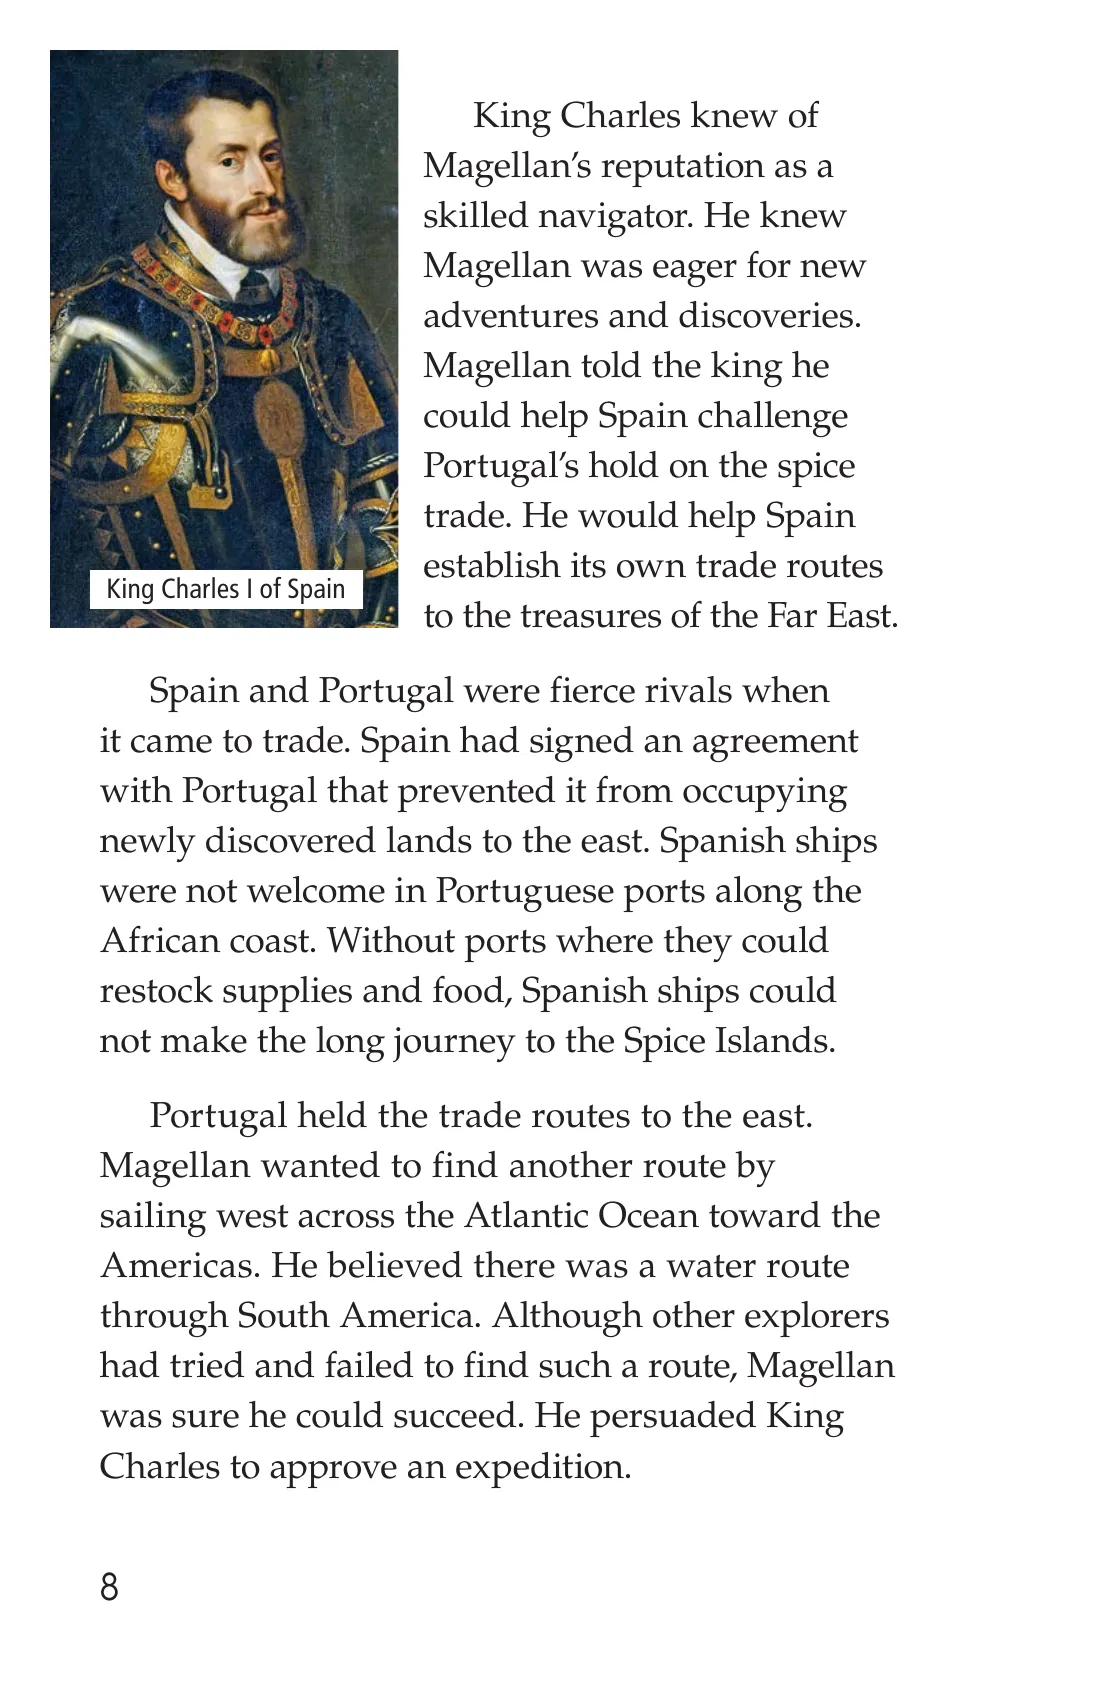 King Charles knew of
Magellan’s reputation as a
skilled navigator. He knew
Magellan was eager for new
adventures and discoveries.
Magellan told the king he
could help Spain challenge
Portugal’s hold on the spice
trade. He would help Spain
establish its own trade routes
to the treasures of the Far East.
King Charles I of Spain
Spain and Portugal were fierce rivals when
it came to trade. Spain had signed an agreement
with Portugal that prevented it from occupying
newly discovered lands to the east. Spanish ships
were not welcome in Portuguese ports along the
African coast. Without ports where they could
restock supplies and food, Spanish ships could
not make the long journey to the Spice Islands.
Portugal held the trade routes to the east.
Magellan wanted to find another route by
sailing west across the Atlantic Ocean toward the
Americas. He believed there was a water route
through South America. Although other explorers
had tried and failed to find such a route, Magellan
was sure he could succeed. He persuaded King
Charles to approve an expedition.
8